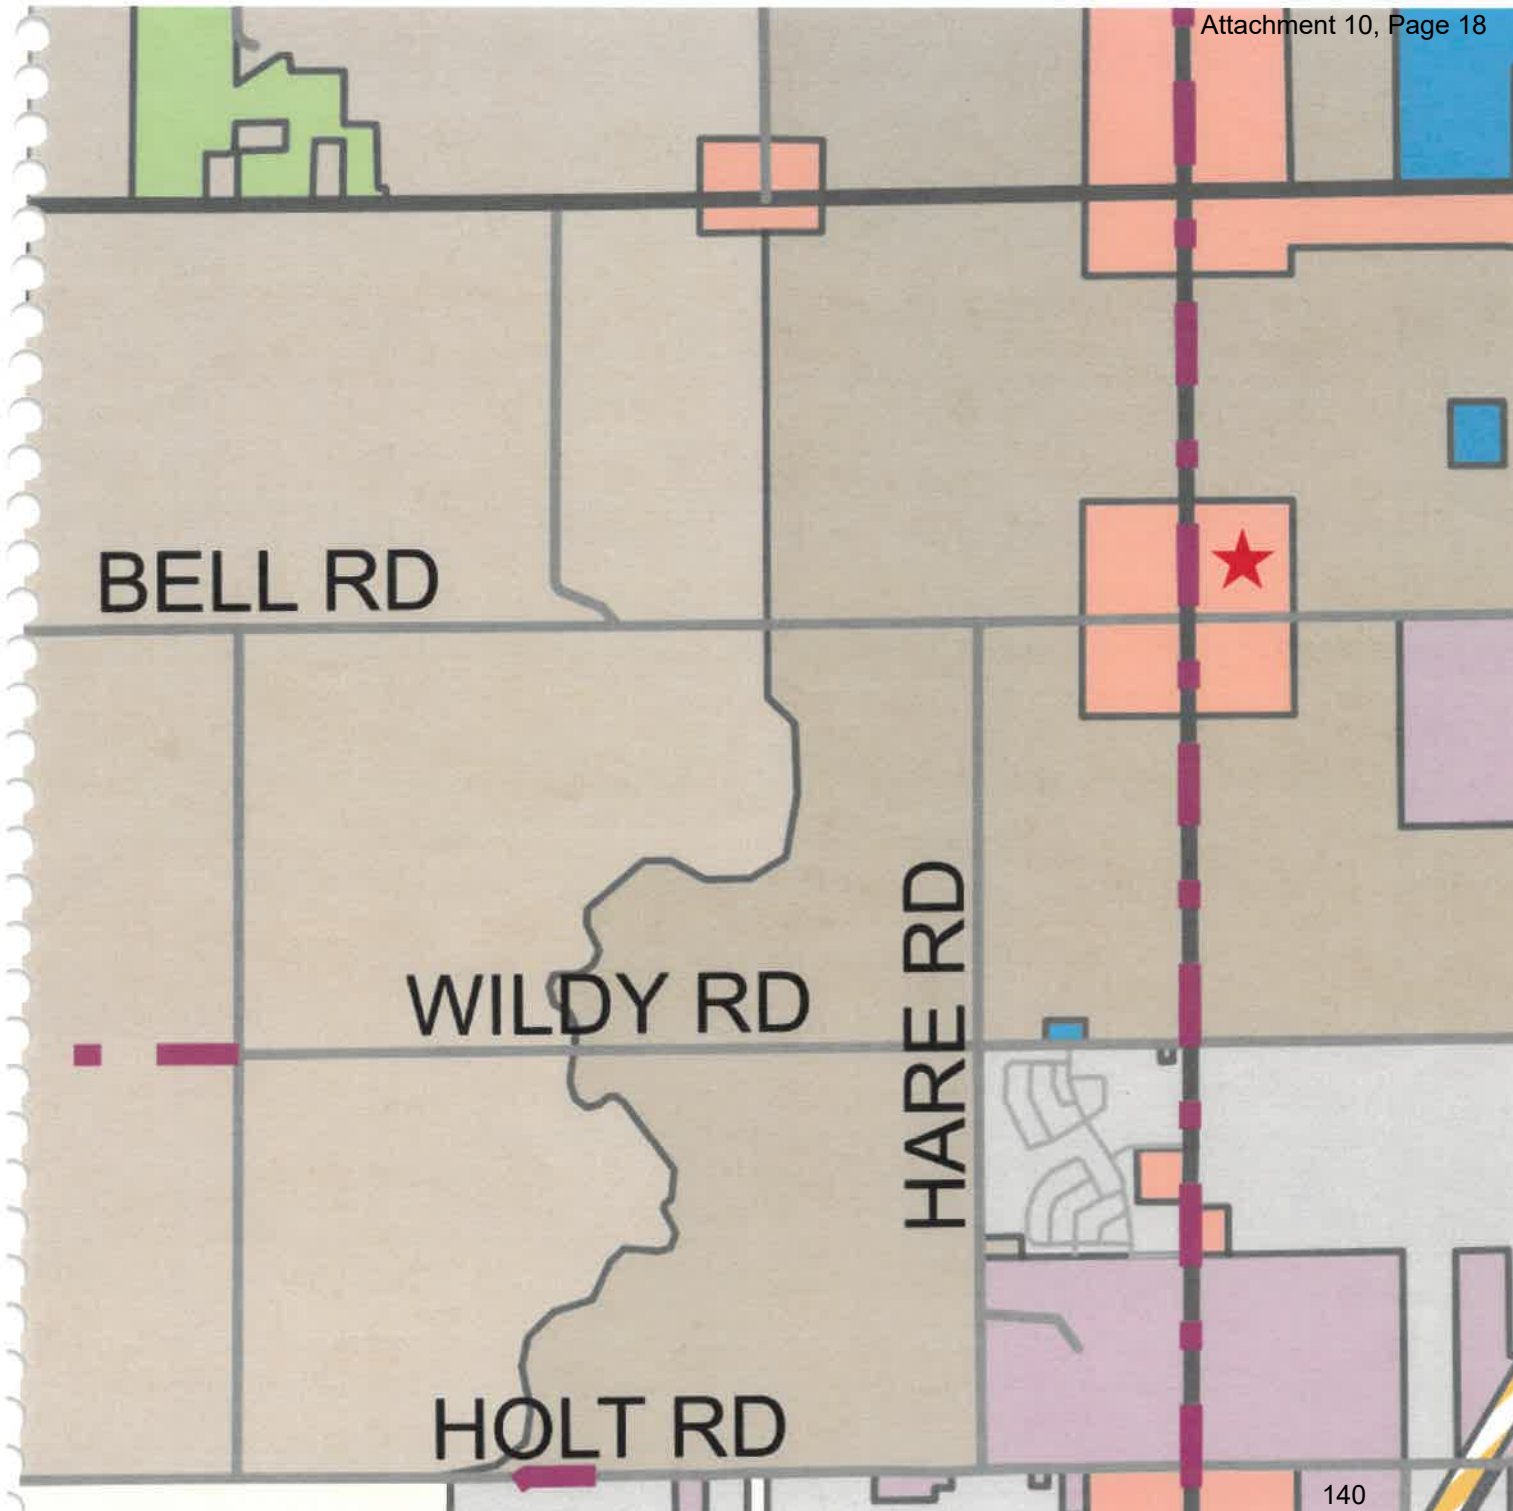 Attachment 10, Page 18
BELL RD
WILDY RD
HARE RD
HOLT RD
140